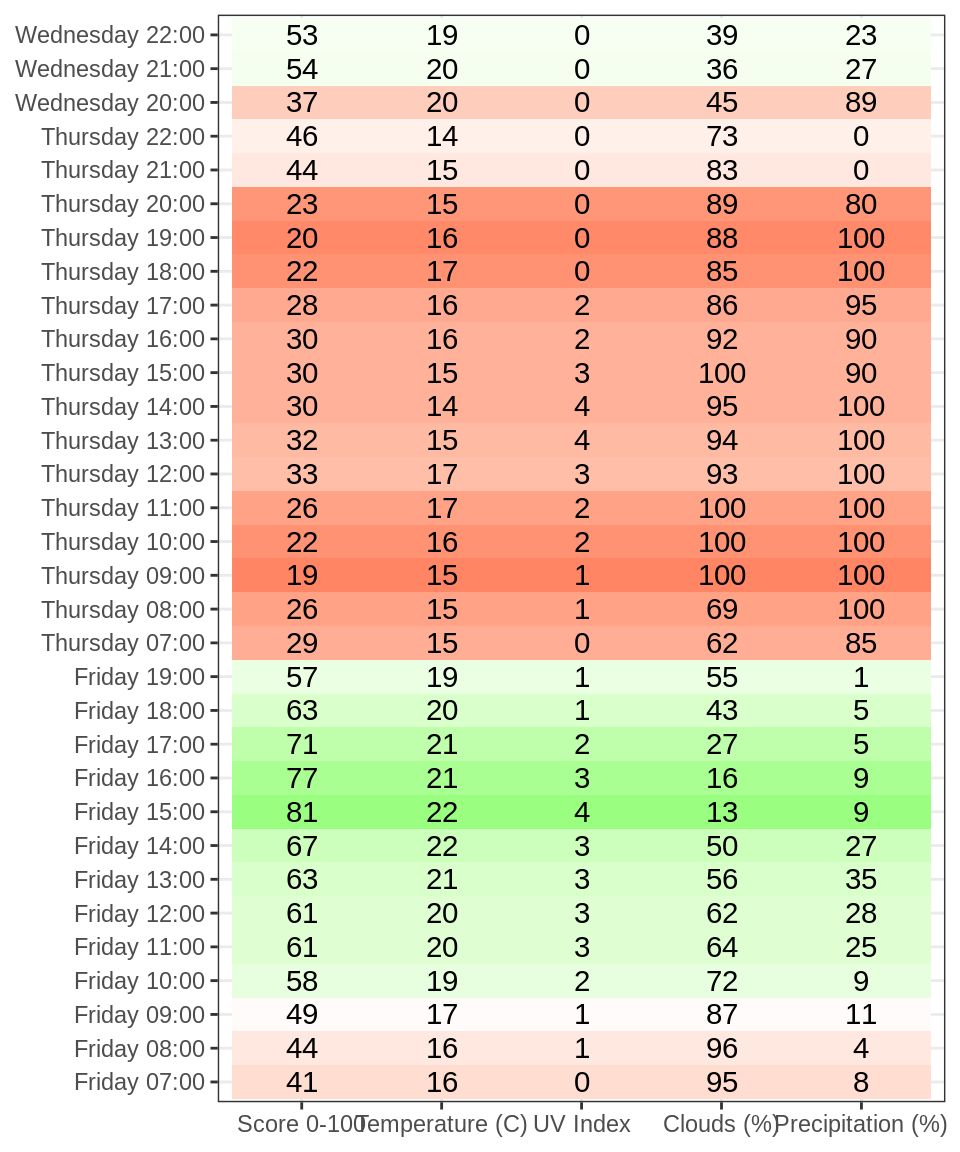 Wednesday 22:00 53 19 0 39 23
Wednesday 21:00 54 20 0 36 27
Wednesday 20:00 37 20 0 45 89
Thursday 22:00 46 14 0 73 0
Thursday 21:00 44 15 0 83 0
Thursday 20:00 23 15 0 89 80
Thursday 19:00 20 16 0 88 100
Thursday 18:00 22 17 0 85 100
Thursday 17:00 28 16 2 86 95
Thursday 16:00 30 16 2 92 90
Thursday 15:00 30 15 3 100 90
Thursday 14:00 30 14 4 95 100
Thursday 13:00 32 15 4 94 100
Thursday 12:00 33 17 3 93 100
Thursday 11:00 26 17 2 100 100
Thursday 10:00 22 16 2 100 100
Thursday 09:00 19 15 1 100 100
Thursday 08:00 26 15 1 69 100
Thursday 07:00 29 15 0 62 85
Friday 19:00 57 19 1 55 1
Friday 18:00 63 20 1 43 5
Friday 17:00 71 21 2 27 5
Friday 16:00 77 21 3 16 9
Friday 15:00 81 22 4 13 9
Friday 14:00 67 22 3 50 27
Friday 13:00 63 21 3 56 35
Friday 12:00 61 20 3 62 28
Friday 11:00 61 20 3 64 25
Friday 10:00 58 19 2 72 9
Friday 09:00 49 17 1 87 11
Friday 08:00 44 16 1 96 4
Friday 07:00 41 16 0 95 8
Score 0-100 Temperature (C) UV Index Clouds (%) Precipitation (%)